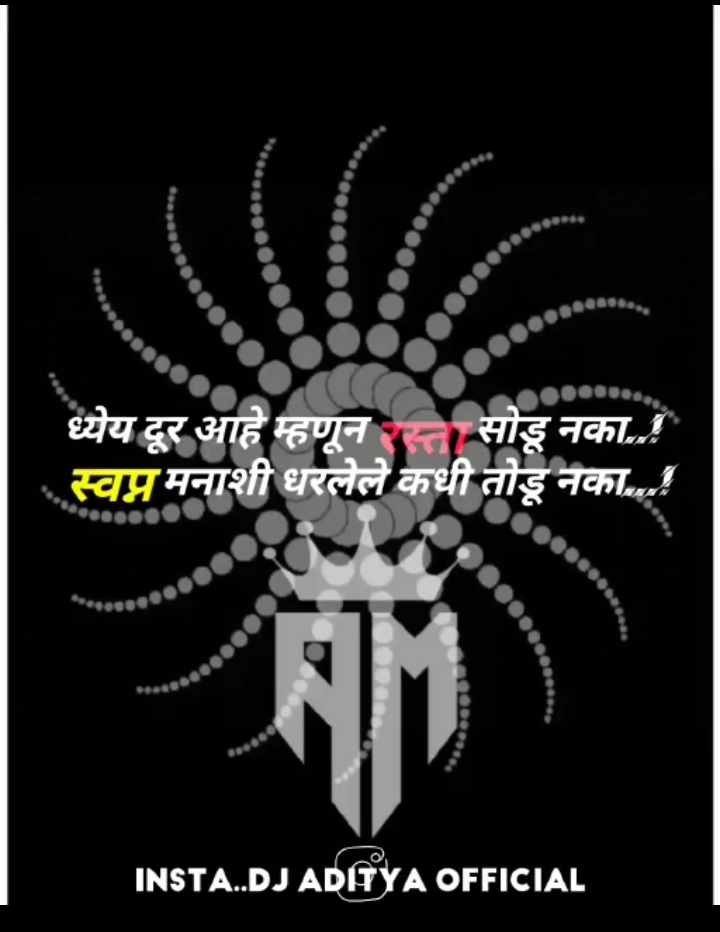 ध्येय दूर आहे म्हणून रस्ता सोडू नका...!
स्वप्न मनाशी धरलेले कधी तोडू नका....!
AM
INSTA..DJ ADITYA OFFICIAL